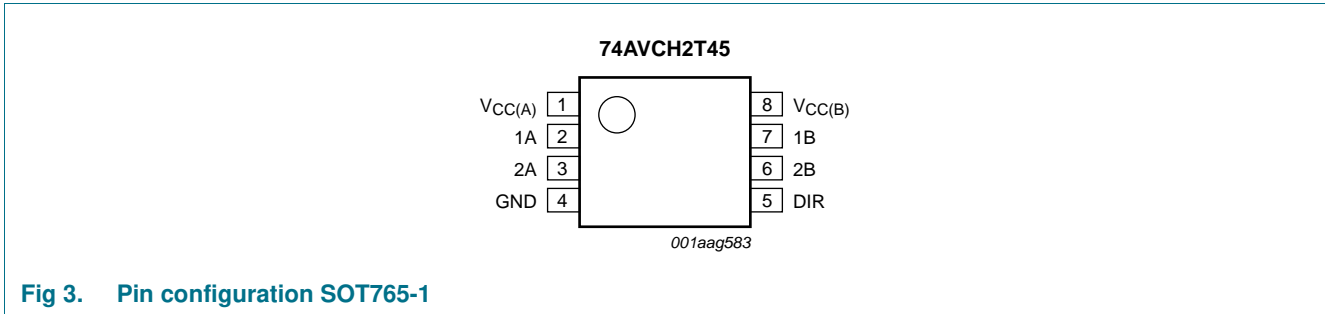 74AVCH2T45
VCC(A) 1 8 VCC(B)
1A 2 7 1B
2A 3 6 2B
GND 4 5 DIR
001aag583
Fig 3. Pin configuration SOT765-1